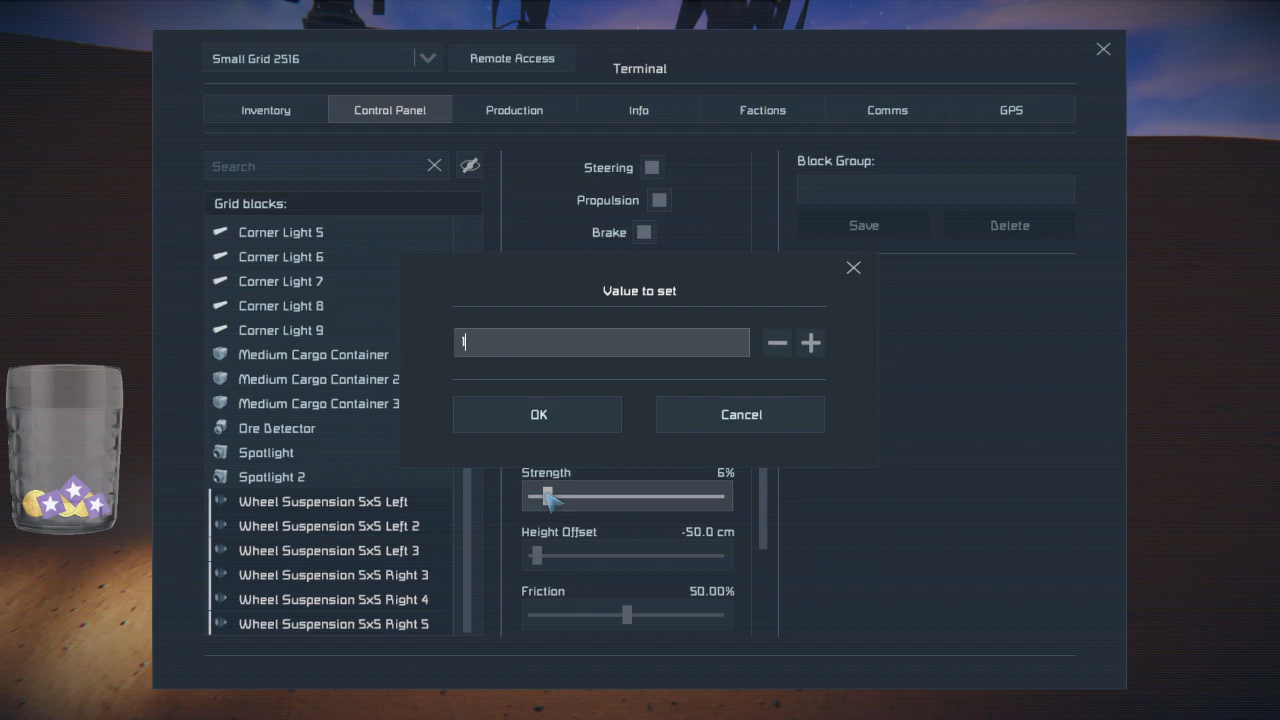 Small Grid 2516
Remote Access
Terminal
Inventory
Control Panel
Production
Info
Factions
Comms
GPS
Search
Grid blocks:
Corner Light 5
Corner Light 6
Corner Light 7
Corner Light 8
Corner Light 9
Medium Cargo Container
Medium Cargo Container 2
Medium Cargo Container 3
Ore Detector
Spotlight
Spotlight 2
Wheel Suspension 5x5 Left
Wheel Suspension 5x5 Left 2
Wheel Suspension 5x5 Left 3
Wheel Suspension 5x5 Right 3
Wheel Suspension 5x5 Right 4
Wheel Suspension 5x5 Right 5
Steering
Propulsion
Brake
Value to set
1
OK
Cancel
Strength 6%
Height Offset -50.0 cm
Friction 50.00%
Block Group:
Save
Delete